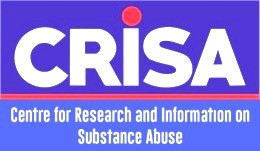 CRISA
Centre for Research and Information on
Substance Abuse